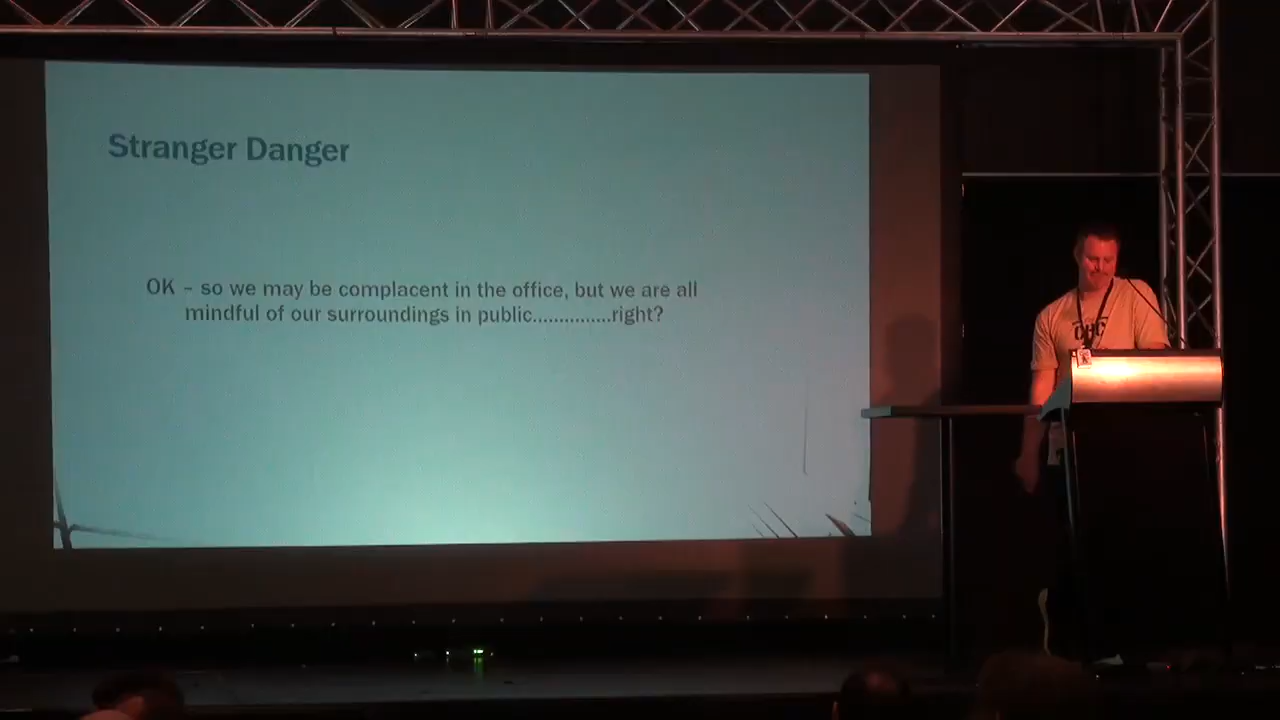 Stranger Danger
OK – so we may be complacent in the office, but we are all
mindful of our surroundings in public..............right?